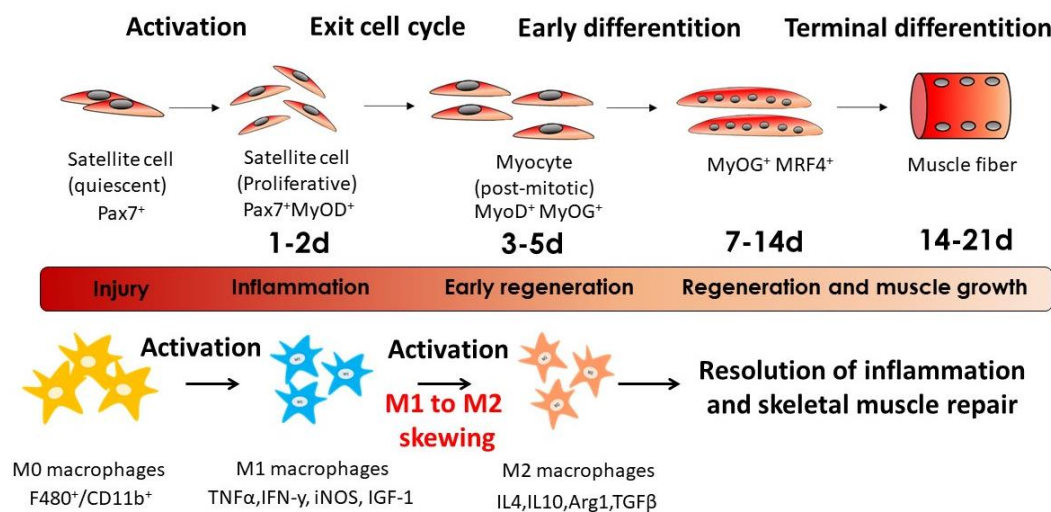 Activation
Exit cell cycle
Early differentition
Terminal differentition
Satellite cell
(quiescent)
Pax7⁺
Satellite cell
(Proliferative)
Pax7⁺MyOD⁺
Myocyte
(post-mitotic)
MyoD⁺ MyOG⁺
MyOG⁺ MRF4⁺
Muscle fiber
1-2d
3-5d
7-14d
14-21d
Injury
Inflammation
Early regeneration
Regeneration and muscle growth
Activation
Activation
M1 to M2
skewing
Resolution of inflammation
and skeletal muscle repair
M0 macrophages
F480⁺/CD11b⁺
M1 macrophages
TNFα,IFN-γ, iNOS, IGF-1
M2 macrophages
IL4,IL10,Arg1,TGFβ